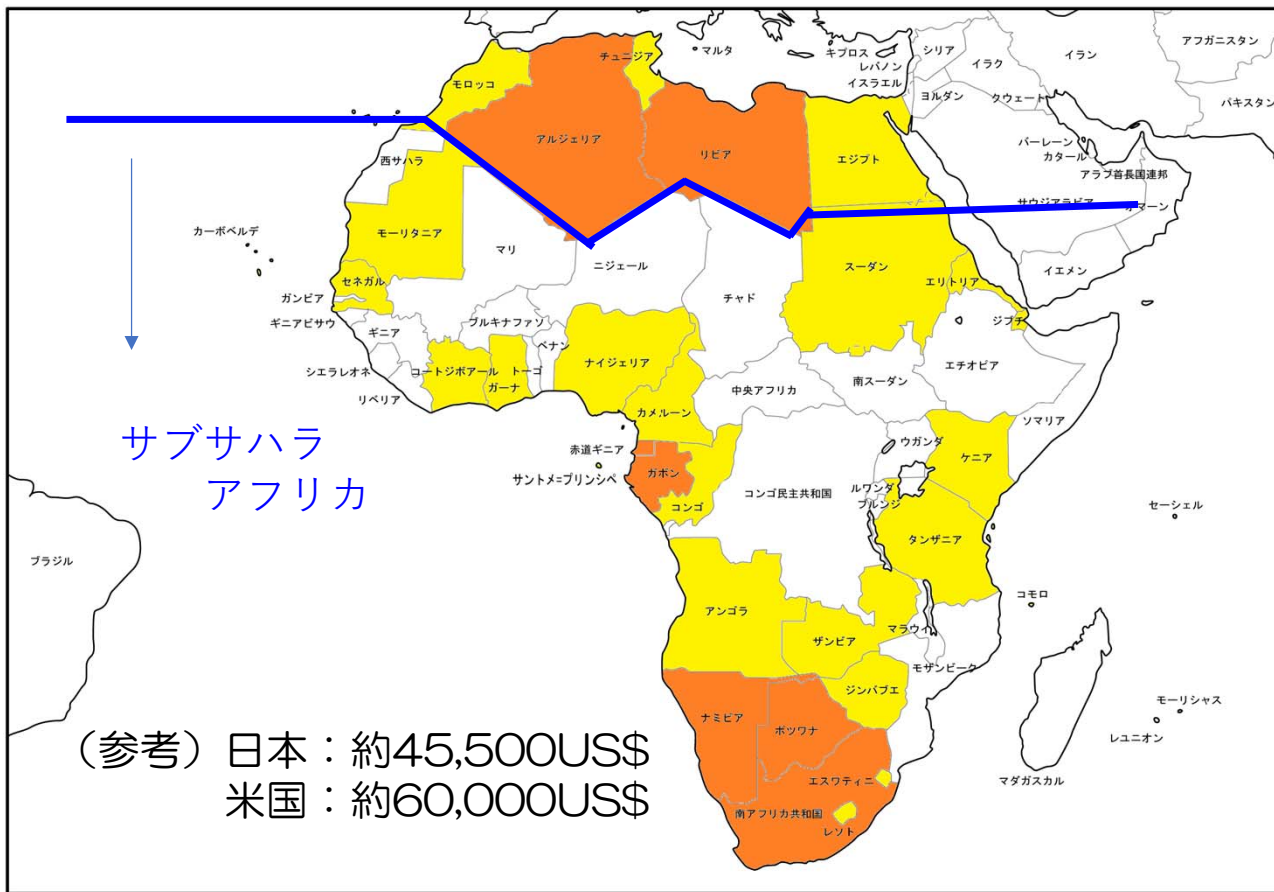 マルタ
キプロス
シリア
イラン
アフガニスタン
レバノン
イラク
イスラエル
チュニジア
モロッコ
ヨルダン
クウェート
パキスタン
アルジェリア
リビア
エジプト
バーレーン
カタール
西サハラ
アラブ首長国連邦
サウジアラビア
オマーン
カーボベルデ
モーリタニア
マリ
ニジェール
スーダン
イエメン
セネガル
チャド
エリトリア
ガンビア
ギニアビサウ
ギニア
ブルキナファソ
ジブチ
ベナン
ナイジェリア
シエラレオネ
コートジボアール
トーゴ
ガーナ
中央アフリカ
南スーダン
エチオピア
リベリア
カメルーン
ソマリア
サブサハラ
アフリカ
赤道ギニア
ウガンダ
ケニア
サントメ=プリンシペ
ガボン
コンゴ
コンゴ民主共和国
ルワンダ
ブルンジ
セーシェル
タンザニア
ブラジル
コモロ
アンゴラ
ザンビア
マラウイ
モザンビーク
ジンバブエ
ナミビア
ボツワナ
モーリシャス
レユニオン
マダガスカル
エスワティニ
南アフリカ共和国
レソト
（参考）日本：約45,500US$
米国：約60,000US$